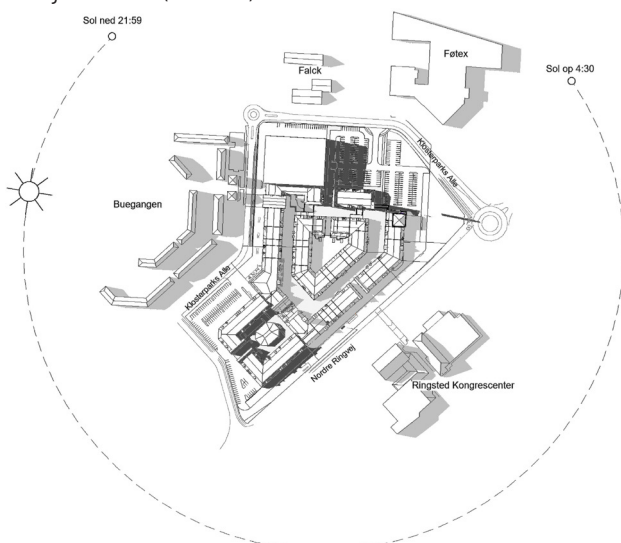 Sol ned 21:59
Føtex
Falck
Sol op 4:30
Klosterparks Alle
Buegangen
Klosterparks Alle
Nordre Ringvej
Ringsted Kongrescenter